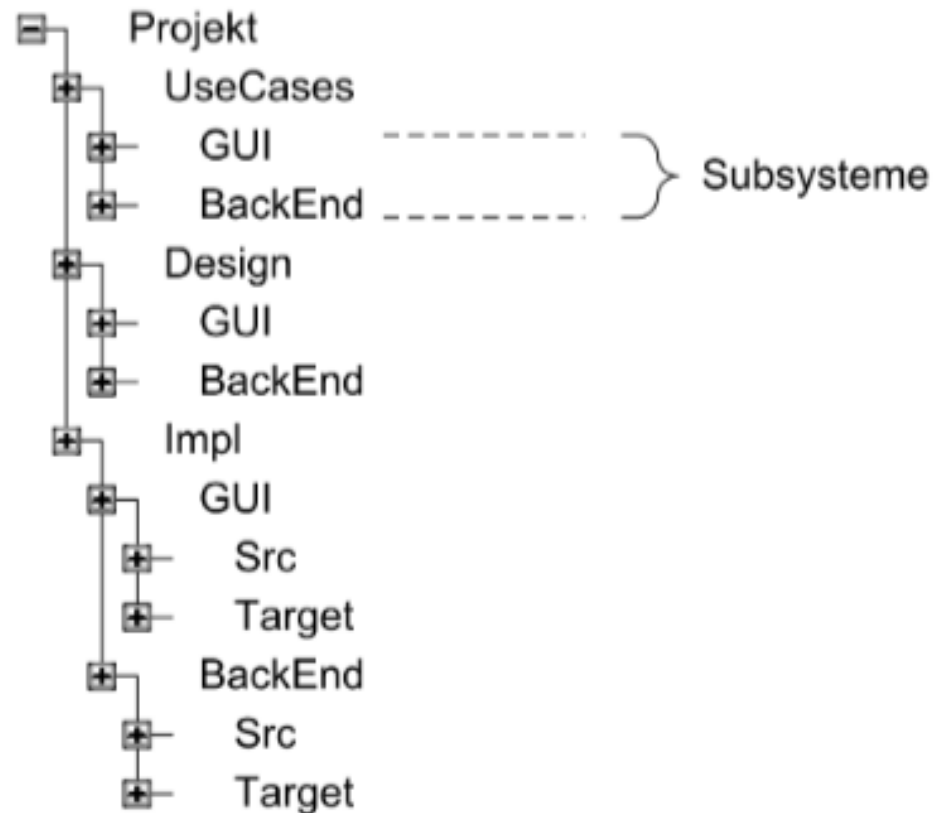 Projekt
UseCases
GUI
BackEnd
Subsysteme
Design
GUI
BackEnd
Impl
GUI
Src
Target
BackEnd
Src
Target